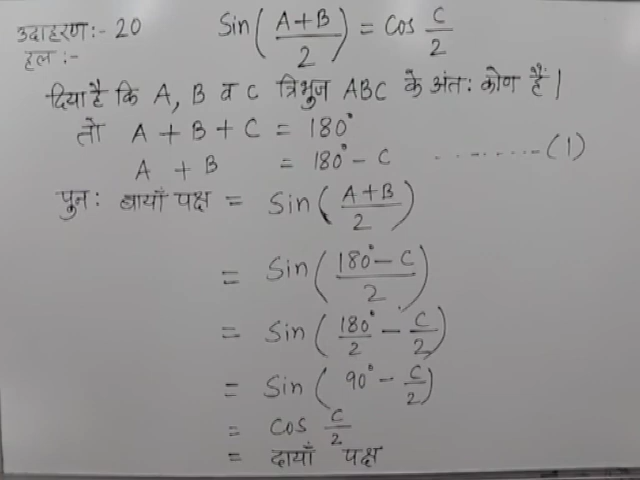 उदाहरण:- 20 Sin(A+B/2) = Cos C/2
हल:-
दिया है कि A, B व C त्रिभुज ABC के अंतः कोण हैं।
तो A + B + C = 180°
A + B = 180° - C ..........(1)
पुनः बायाँ पक्ष = Sin(A+B/2)
= Sin(180°-C/2)
= Sin(180°/2 - C/2)
= Sin(90° - C/2)
= Cos C/2
= दायाँ पक्ष